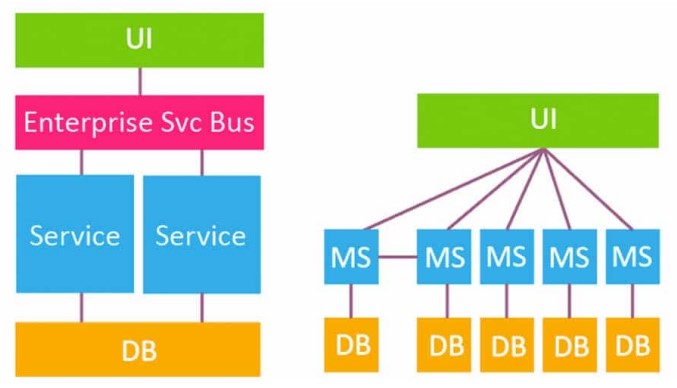 UI
Enterprise Svc Bus
Service Service
DB
UI
MS MS MS MS MS
DB DB DB DB DB